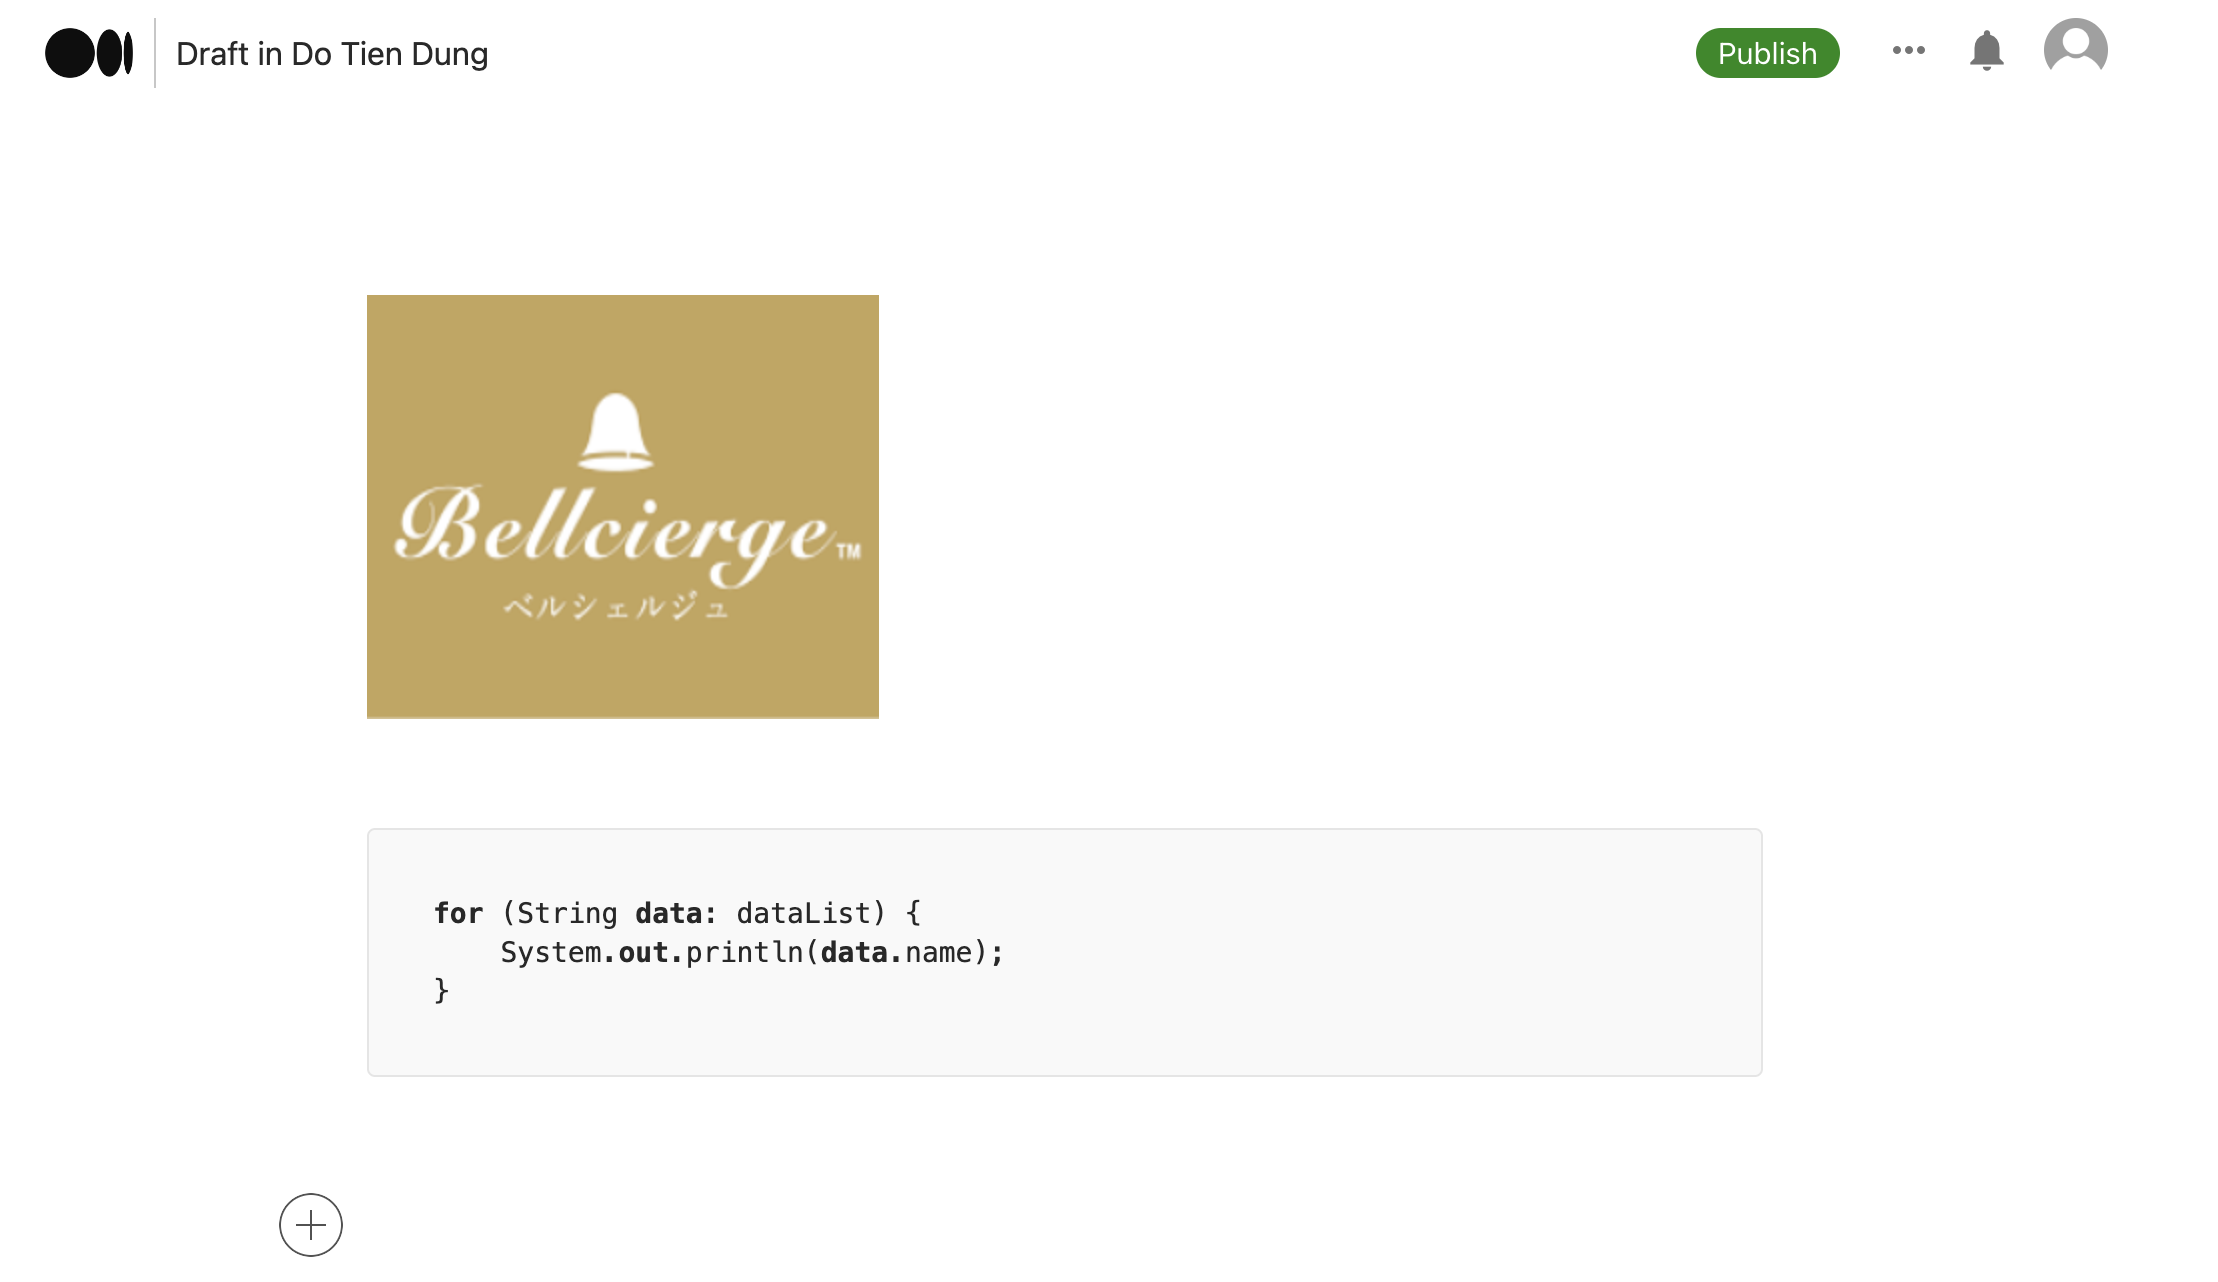 Draft in Do Tien Dung
Publish
Bellcierge™
ベルシェルジュ
for (String data: dataList) {
    System.out.println(data.name);
}